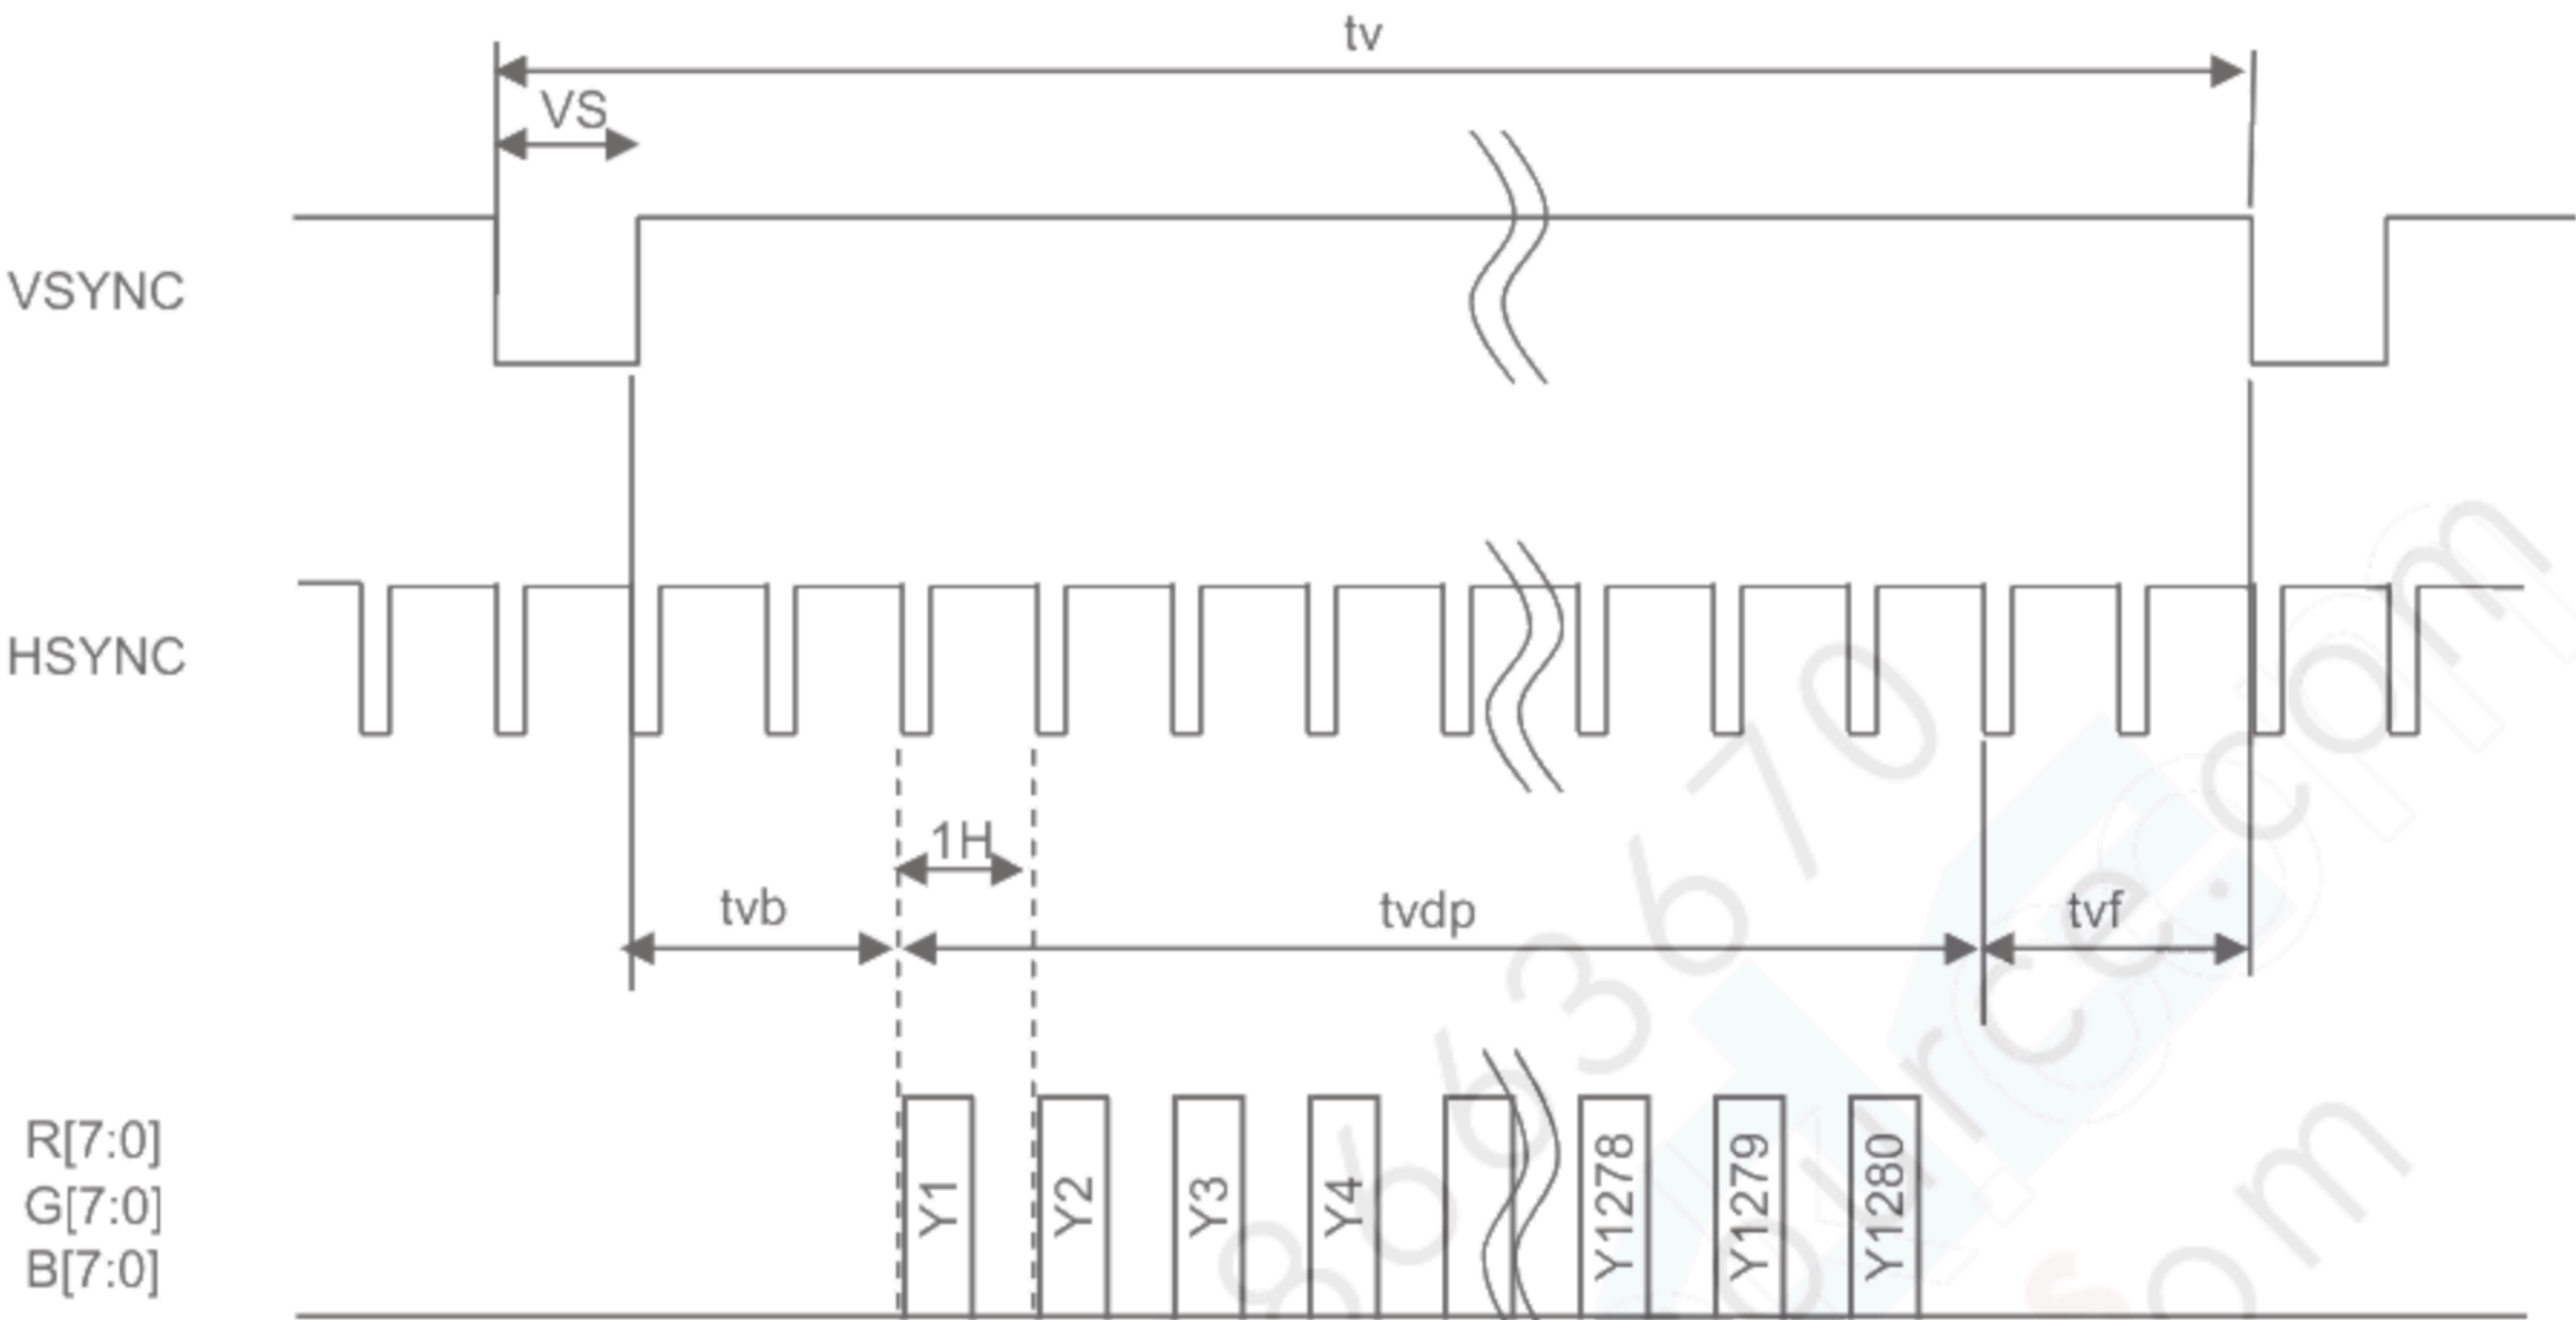 tv
VS
VSYNC
HSYNC
1H
tvb
tvdp
tvf
R[7:0]
G[7:0]
B[7:0]
Y1
Y2
Y3
Y4
Y1278
Y1279
Y1280